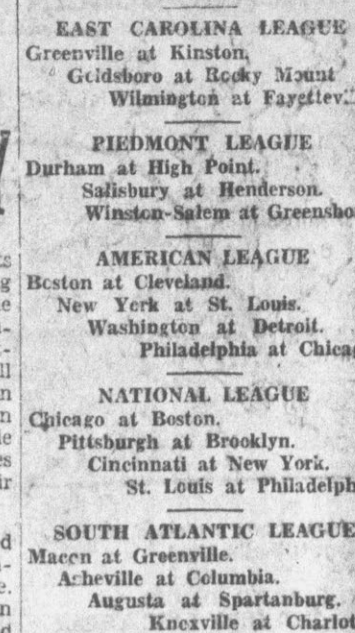 EAST CAROLINA LEAGUE
Greenville at Kinston.
Goldsboro at Rocky Mount
Wilmington at Fayettev.
PIEDMONT LEAGUE
Durham at High Point.
Salisbury at Henderson.
Winston-Salem at Greensbo
AMERICAN LEAGUE
Boston at Cleveland.
New York at St. Louis.
Washington at Detroit.
Philadelphia at Chicag
NATIONAL LEAGUE
Chicago at Boston.
Pittsburgh at Brooklyn.
Cincinnati at New York.
St. Louis at Philadelph
SOUTH ATLANTIC LEAGUE
Macon at Greenville.
Asheville at Columbia.
Augusta at Spartanburg.
Knoxville at Charlot